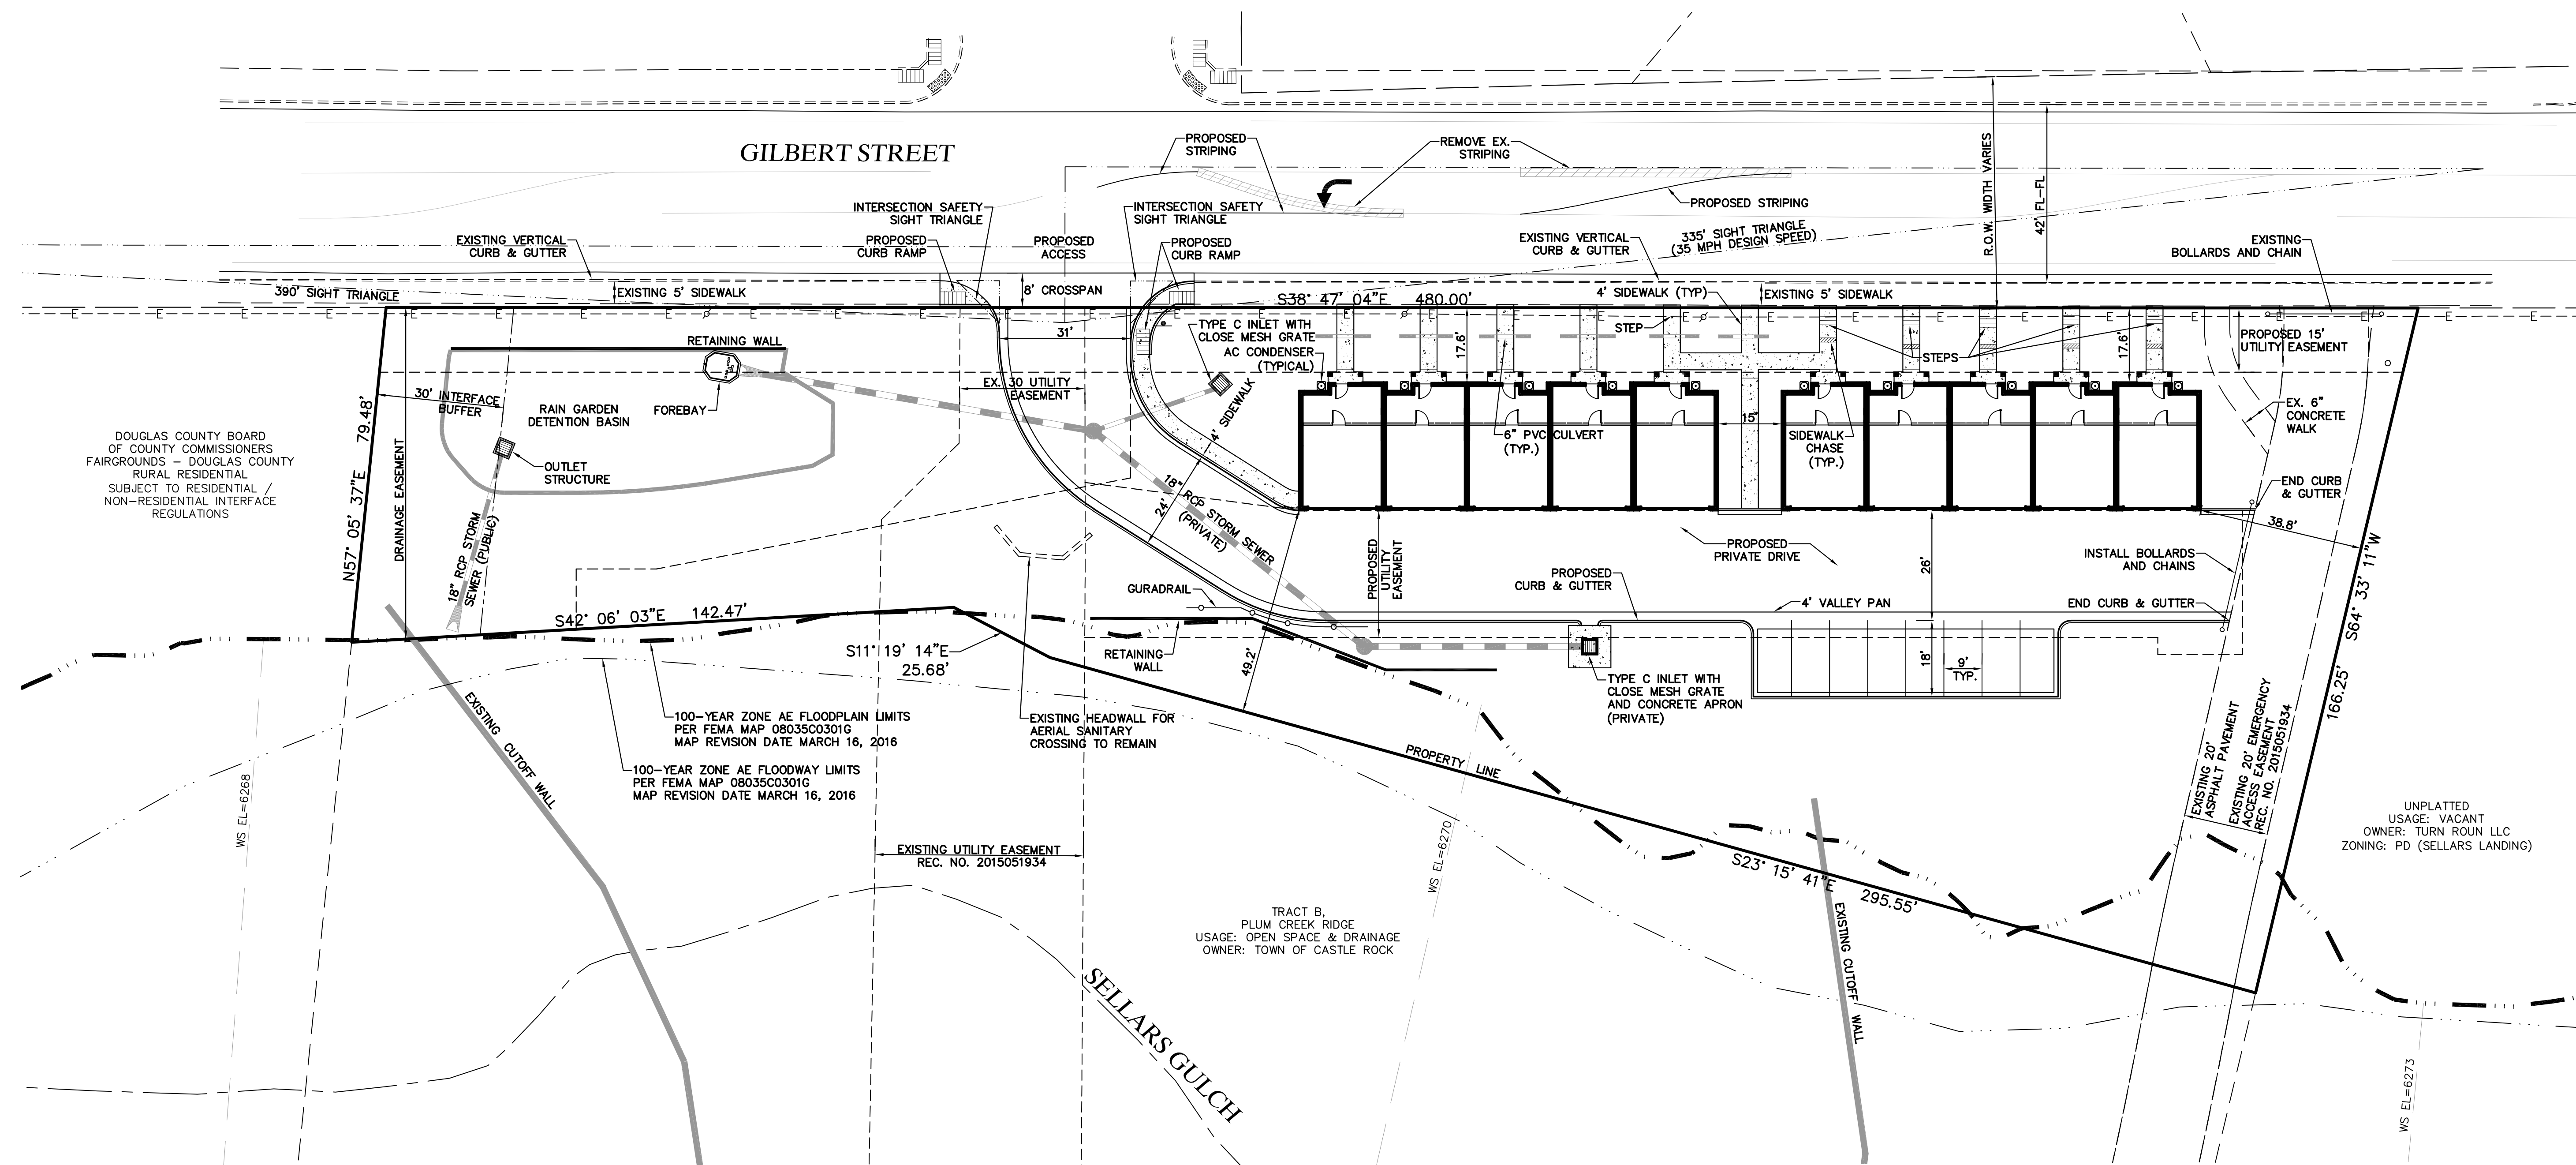 GILBERT STREET
PROPOSED
STRIPING
REMOVE EX.
STRIPING
R.O.W. WIDTH VARIES
42' FL-FL
INTERSECTION SAFETY
SIGHT TRIANGLE
INTERSECTION SAFETY
SIGHT TRIANGLE
PROPOSED STRIPING
335' SIGHT TRIANGLE
(35 MPH DESIGN SPEED)
EXISTING VERTICAL
CURB & GUTTER
PROPOSED
CURB RAMP
PROPOSED
ACCESS
PROPOSED
CURB RAMP
EXISTING VERTICAL
CURB & GUTTER
EXISTING
BOLLARDS AND CHAIN
390' SIGHT TRIANGLE
EXISTING 5' SIDEWALK
8' CROSSPAN
S38° 47' 04"E 480.00'
4' SIDEWALK (TYP)
EXISTING 5' SIDEWALK
E E E E E E E E E E E E E E E E E E E E E E E E E E E E E E
TYPE C INLET WITH
CLOSE MESH GRATE
AC CONDENSER
(TYPICAL)
STEP
STEPS
PROPOSED 15'
UTILITY EASEMENT
RETAINING WALL
31'
17.6'
17.6'
EX. 30 UTILITY
EASEMENT
30' INTERFACE
BUFFER
RAIN GARDEN
DETENTION BASIN
FOREBAY
4' SIDEWALK
15"
EX. 6"
CONCRETE
WALK
6" PVC CULVERT
(TYP.)
SIDEWALK
CHASE
(TYP.)
DOUGLAS COUNTY BOARD
OF COUNTY COMMISSIONERS
FAIRGROUNDS - DOUGLAS COUNTY
RURAL RESIDENTIAL
SUBJECT TO RESIDENTIAL /
NON-RESIDENTIAL INTERFACE
REGULATIONS
N57° 05' 37"E 79.48'
DRAINAGE EASEMENT
OUTLET
STRUCTURE
18" RCP STORM
SEWER (PUBLIC)
24'
18" RCP STORM SEWER
(PRIVATE)
END CURB
& GUTTER
38.8'
PROPOSED
UTILITY
EASEMENT
PROPOSED
PRIVATE DRIVE
26'
INSTALL BOLLARDS
AND CHAINS
PROPOSED
CURB & GUTTER
GURADRAIL
4' VALLEY PAN
END CURB & GUTTER
S42° 06' 03"E 142.47'
S11° 19' 14"E
25.68'
RETAINING
WALL
49.2'
18'
9'
TYP.
TYPE C INLET WITH
CLOSE MESH GRATE
AND CONCRETE APRON
(PRIVATE)
S64° 33' 11"W
166.25'
EXISTING CUTOFF WALL
100-YEAR ZONE AE FLOODPLAIN LIMITS
PER FEMA MAP 08035C0301G
MAP REVISION DATE MARCH 16, 2016
EXISTING HEADWALL FOR
AERIAL SANITARY
CROSSING TO REMAIN
100-YEAR ZONE AE FLOODWAY LIMITS
PER FEMA MAP 08035C0301G
MAP REVISION DATE MARCH 16, 2016
PROPERTY LINE
EXISTING 20'
ASPHALT PAVEMENT
EXISTING 20' EMERGENCY
ACCESS EASEMENT
REC. NO. 2015051934
WS EL=6268
EXISTING UTILITY EASEMENT
REC. NO. 2015051934
WS EL=6270
S23° 15' 41"E 295.55'
UNPLATTED
USAGE: VACANT
OWNER: TURN ROUN LLC
ZONING: PD (SELLARS LANDING)
TRACT B,
PLUM CREEK RIDGE
USAGE: OPEN SPACE & DRAINAGE
OWNER: TOWN OF CASTLE ROCK
EXISTING CUTOFF WALL
SELLARS GULCH
WS EL=6273